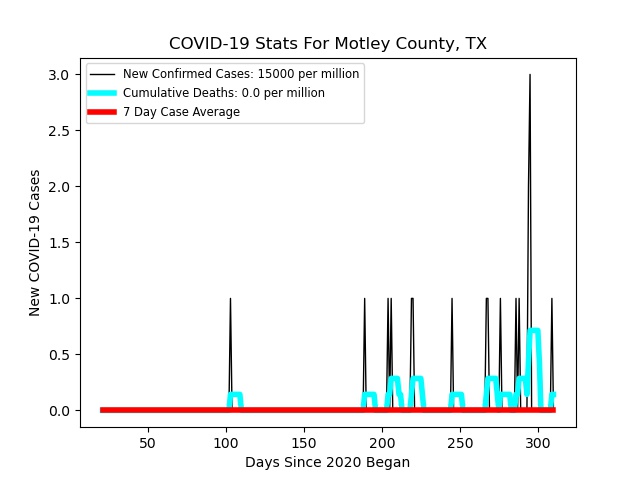 COVID-19 Stats For Motley County, TX
New Confirmed Cases: 15000 per million
Cumulative Deaths: 0.0 per million
7 Day Case Average
New COVID-19 Cases
3.0
2.5
2.0
1.5
1.0
0.5
0.0
50 100 150 200 250 300
Days Since 2020 Began